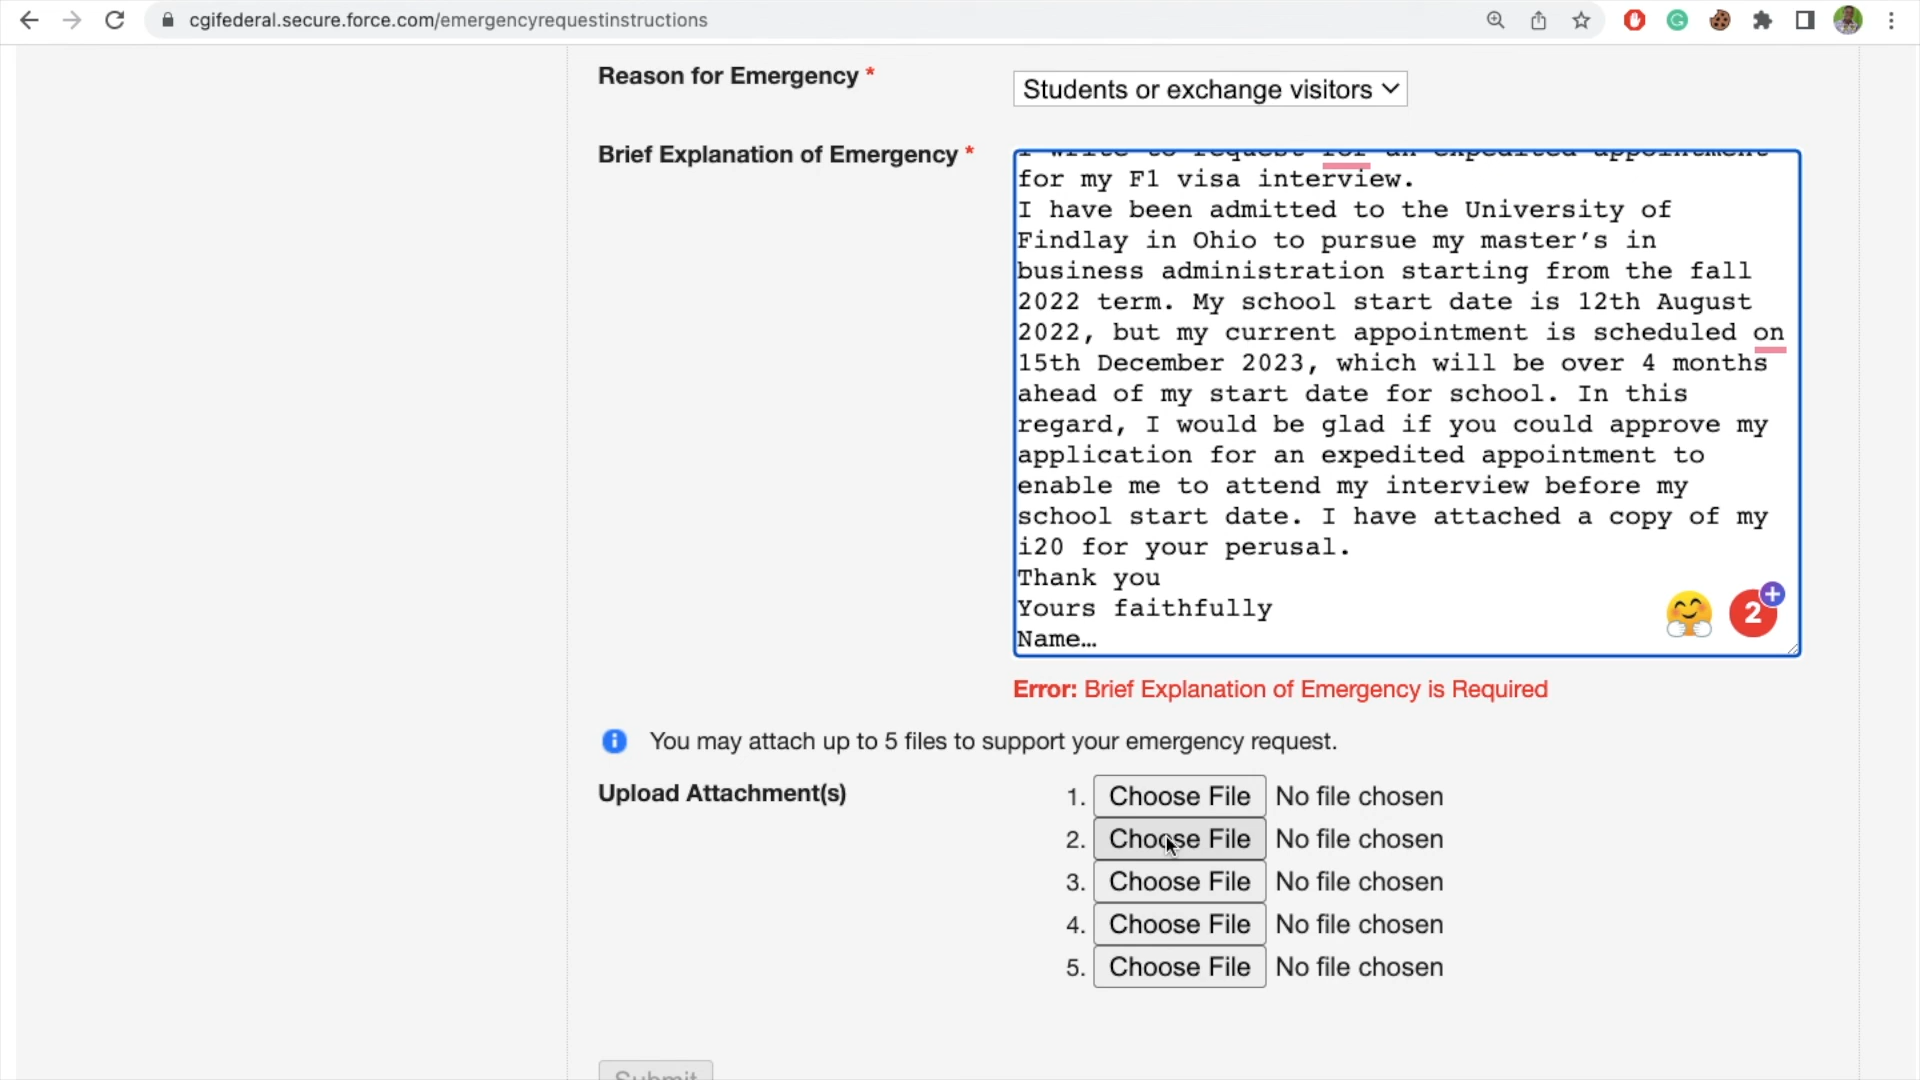 cgifederal.secure.force.com/emergencyrequestinstructions
Reason for Emergency *
Students or exchange visitors
Brief Explanation of Emergency *
I write to request for an expedited appointment
for my F1 visa interview.
I have been admitted to the University of
Findlay in Ohio to pursue my master’s in
business administration starting from the fall
2022 term. My school start date is 12th August
2022, but my current appointment is scheduled on
15th December 2023, which will be over 4 months
ahead of my start date for school. In this
regard, I would be glad if you could approve my
application for an expedited appointment to
enable me to attend my interview before my
school start date. I have attached a copy of my
i20 for your perusal.
Thank you
Yours faithfully
Name…
2
Error: Brief Explanation of Emergency is Required
You may attach up to 5 files to support your emergency request.
Upload Attachment(s)
1. Choose File No file chosen
2. Choose File No file chosen
3. Choose File No file chosen
4. Choose File No file chosen
5. Choose File No file chosen
Submit